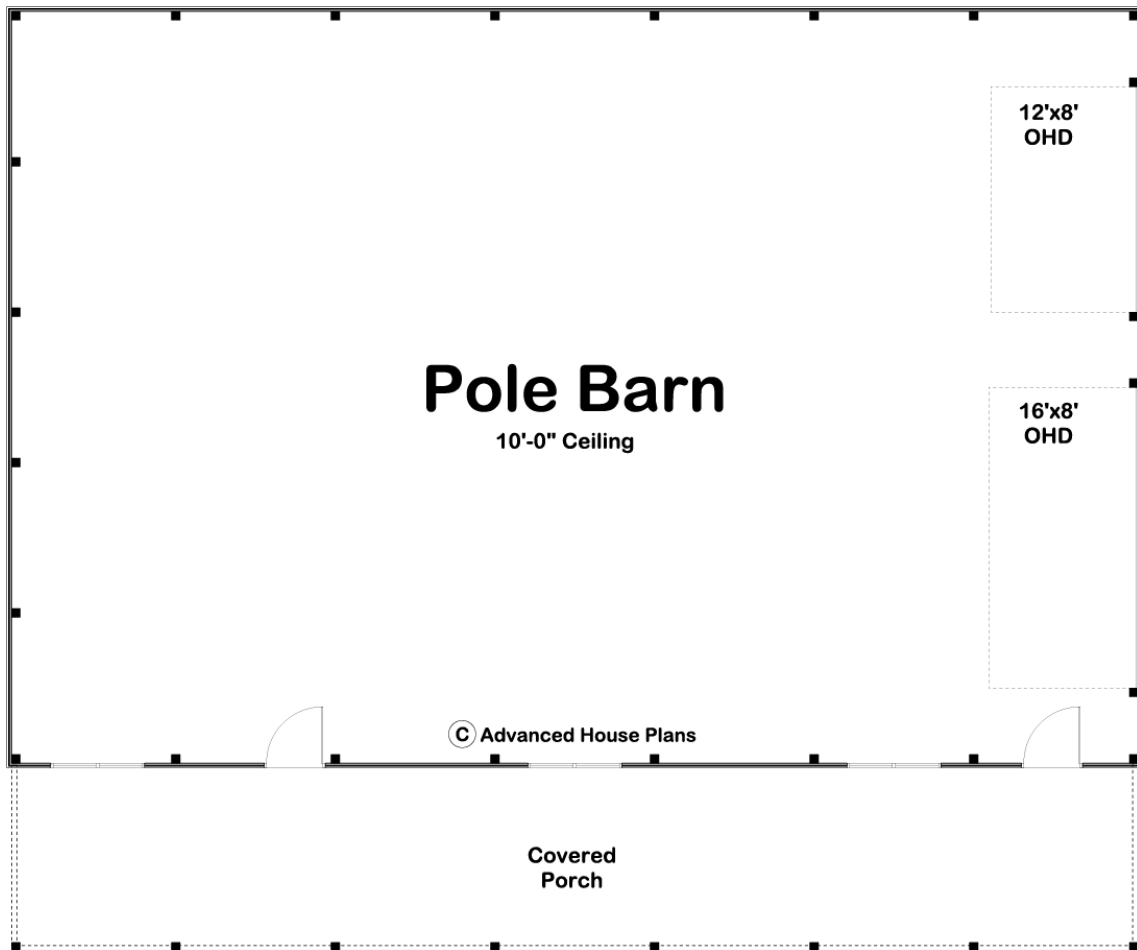 12'x8'
OHD
Pole Barn
10'-0" Ceiling
16'x8'
OHD
© Advanced House Plans
Covered
Porch